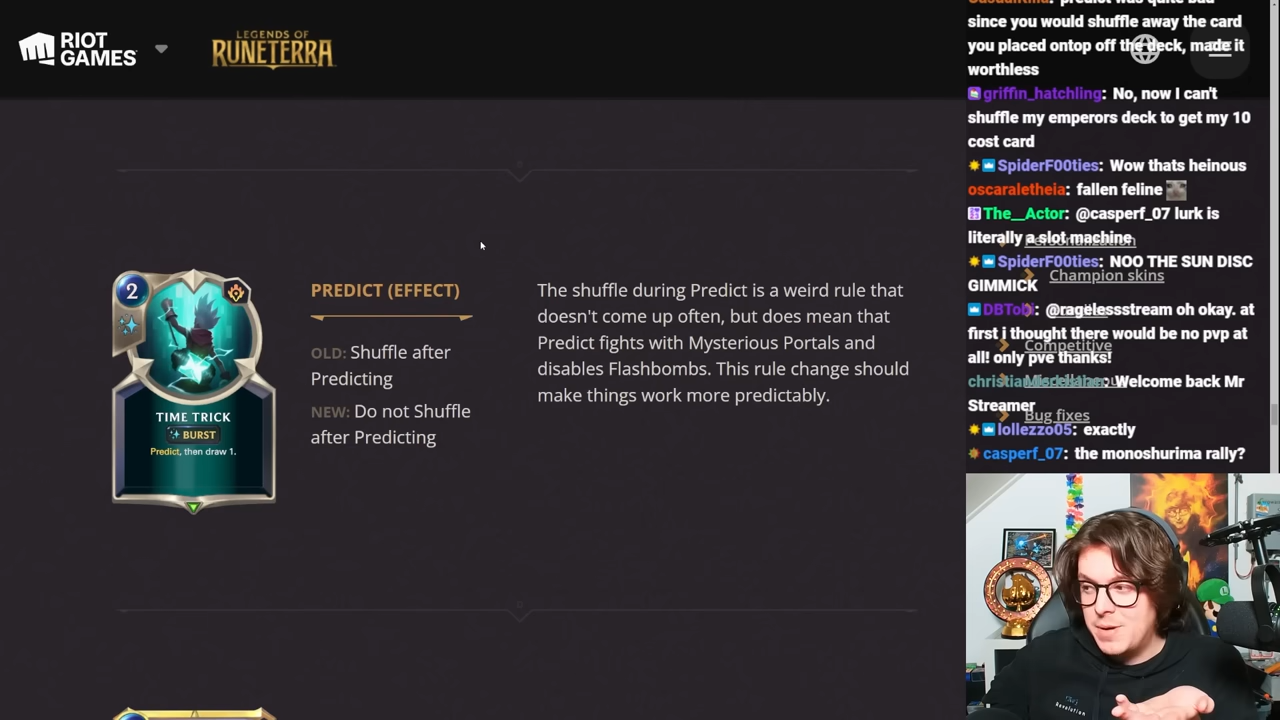 RIOT
GAMES
LEGENDS OF
RUNETERRA
2
TIME TRICK
BURST
Predict, then draw 1.
PREDICT (EFFECT)
OLD: Shuffle after
Predicting
NEW: Do not Shuffle
after Predicting
The shuffle during Predict is a weird rule that
doesn't come up often, but does mean that
Predict fights with Mysterious Portals and
disables Flashbombs. This rule change should
make things work more predictably.
since you would shuffle away the card
you placed ontop off the deck, made it
worthless
griffin_hatchling: No, now I can't
shuffle my emperors deck to get my 10
cost card
SpiderF00ties: Wow thats heinous
oscaraletheia: fallen feline
The__Actor: @casperf_07 lurk is
literally a slot machine
Personalization
SpiderF00ties: NOO THE SUN DISC
GIMMICK
Champion skins
@ragelessstream oh okay. at
first i thought there would be no pvp at
all! only pve thanks!
Competitive
Welcome back Mr
Streamer
Bug fixes
lollezzo05: exactly
casperf_07: the monoshurima rally?
L